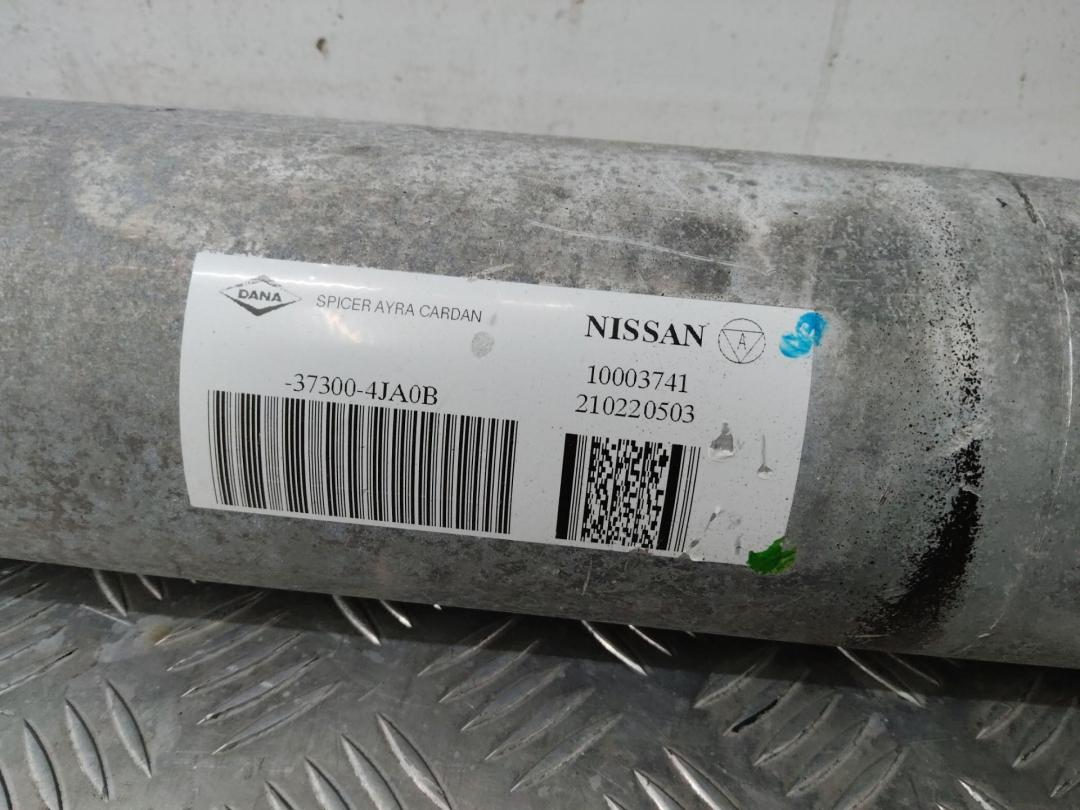 DANA
SPICER AYRA CARDAN
NISSAN A
-37300-4JA0B
10003741
210220503